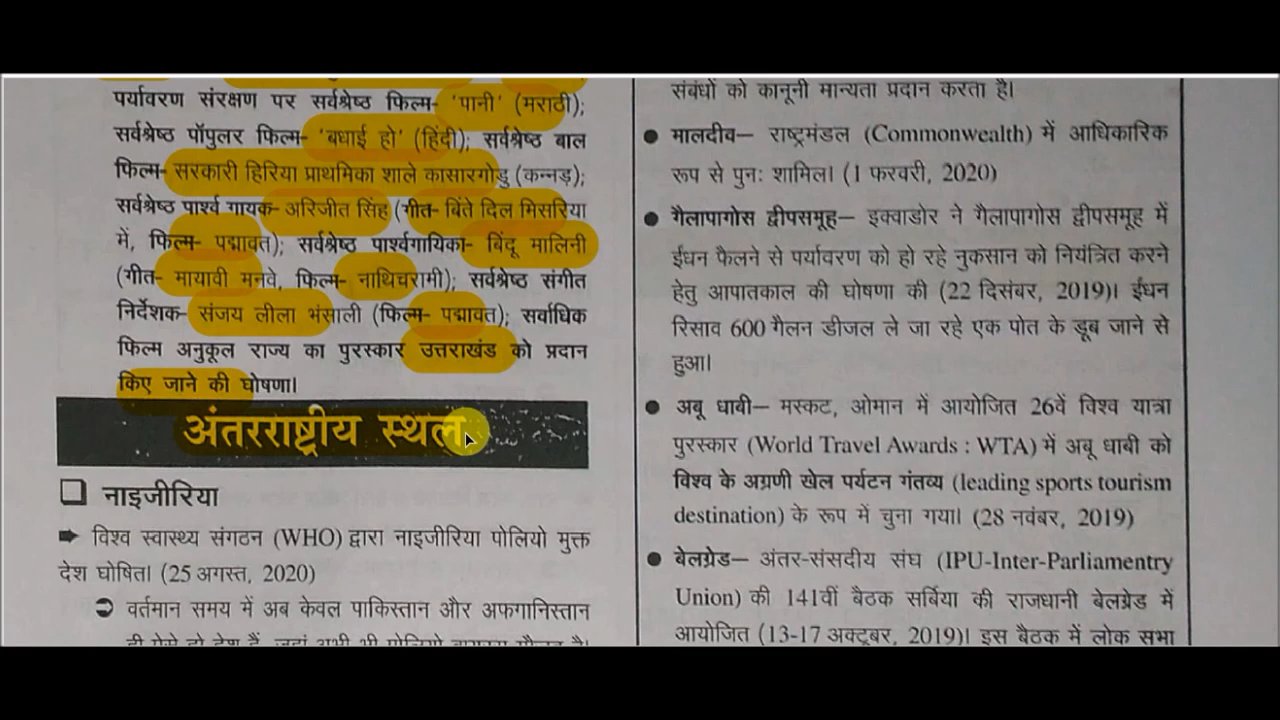 पर्यावरण संरक्षण पर सर्वश्रेष्ठ फिल्म- 'पानी' (मराठी);
सर्वश्रेष्ठ पॉपुलर फिल्म- 'बधाई हो' (हिंदी); सर्वश्रेष्ठ बाल
फिल्म- सरकारी हिरिया प्राथमिका शाले कासारगोडु (कन्नड़);
सर्वश्रेष्ठ पार्श्व गायक- अरिजीत सिंह (गीत- बिंते दिल मिसरिया
में, फिल्म- पद्मावत); सर्वश्रेष्ठ पार्श्वगायिका- बिंदू मालिनी
(गीत- मायावी मनवे, फिल्म- नाथिचरामी); सर्वश्रेष्ठ संगीत
निर्देशक- संजय लीला भंसाली (फिल्म- पद्मावत); सर्वाधिक
फिल्म अनुकूल राज्य का पुरस्कार उत्तराखंड को प्रदान
किए जाने की घोषणा।
अंतरराष्ट्रीय स्थल
नाइजीरिया
विश्व स्वास्थ्य संगठन (WHO) द्वारा नाइजीरिया पोलियो मुक्त
देश घोषित। (25 अगस्त, 2020)
वर्तमान समय में अब केवल पाकिस्तान और अफगानिस्तान
ही ऐसे दो देश हैं, जहां अभी भी पोलियो वायरस मौजूद है।
संबंधों को कानूनी मान्यता प्रदान करता है।
● मालदीव– राष्ट्रमंडल (Commonwealth) में आधिकारिक
रूप से पुन: शामिल। (1 फरवरी, 2020)
● गैलापागोस द्वीपसमूह– इक्वाडोर ने गैलापागोस द्वीपसमूह में
ईंधन फैलने से पर्यावरण को हो रहे नुकसान को नियंत्रित करने
हेतु आपातकाल की घोषणा की (22 दिसंबर, 2019)। ईंधन
रिसाव 600 गैलन डीजल ले जा रहे एक पोत के डूब जाने से
हुआ।
● अबू धाबी– मस्कट, ओमान में आयोजित 26वें विश्व यात्रा
पुरस्कार (World Travel Awards : WTA) में अबू धाबी को
विश्व के अग्रणी खेल पर्यटन गंतव्य (leading sports tourism
destination) के रूप में चुना गया। (28 नवंबर, 2019)
● बेलग्रेड– अंतर-संसदीय संघ (IPU-Inter-Parliamentry
Union) की 141वीं बैठक सर्बिया की राजधानी बेलग्रेड में
आयोजित (13-17 अक्टूबर, 2019)। इस बैठक में लोक सभा